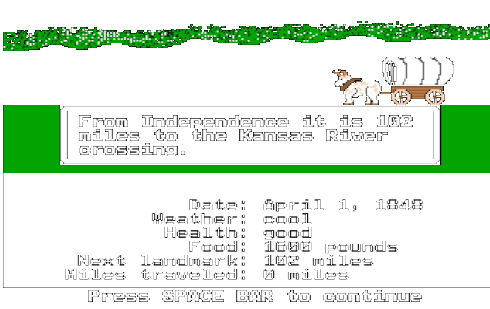 From Independence it is 102
miles to the Kansas River
crossing.
Date: April 1, 1848
Weather: cool
Health: good
Food: 1600 pounds
Next landmark: 102 miles
Miles traveled: 0 miles
Press SPACE BAR to continue